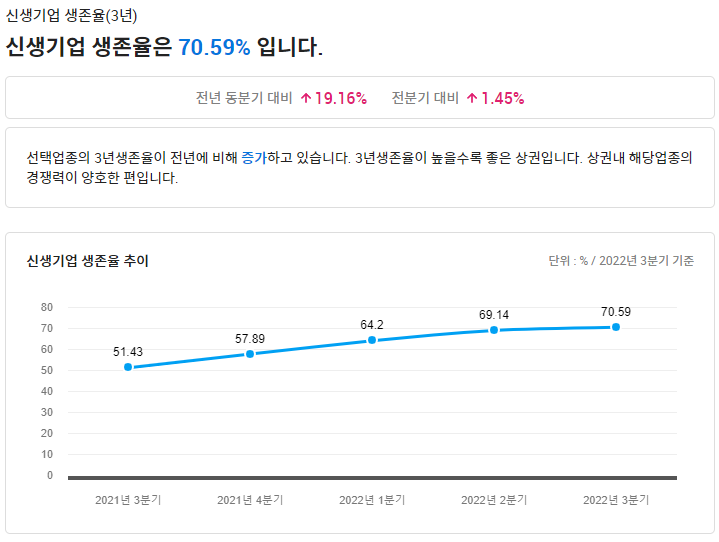 신생기업 생존율(3년)
신생기업 생존율은 70.59% 입니다.
전년 동분기 대비 ↑ 19.16% 전분기 대비 ↑ 1.45%
선택업종의 3년생존율이 전년에 비해 증가하고 있습니다. 3년생존율이 높을수록 좋은 상권입니다. 상권내 해당업종의
경쟁력이 양호한 편입니다.
신생기업 생존율 추이 단위 : % / 2022년 3분기 기준
80
70
60
50
40
30
20
10
0
51.43 57.89 64.2 69.14 70.59
2021년 3분기 2021년 4분기 2022년 1분기 2022년 2분기 2022년 3분기